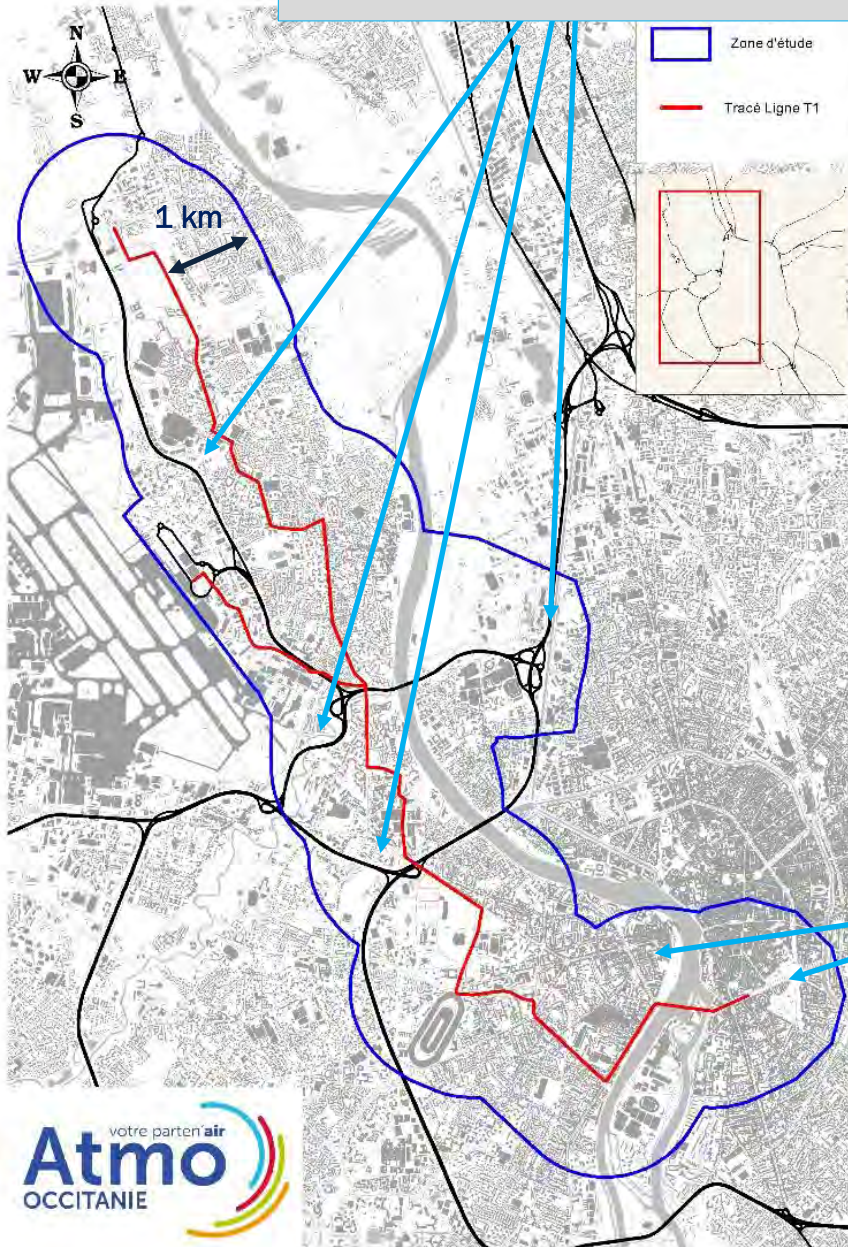 N
W E
S
Zone d'étude
Tracé Ligne T1
1 km
votre parten'air
Atmo
OCCITANIE